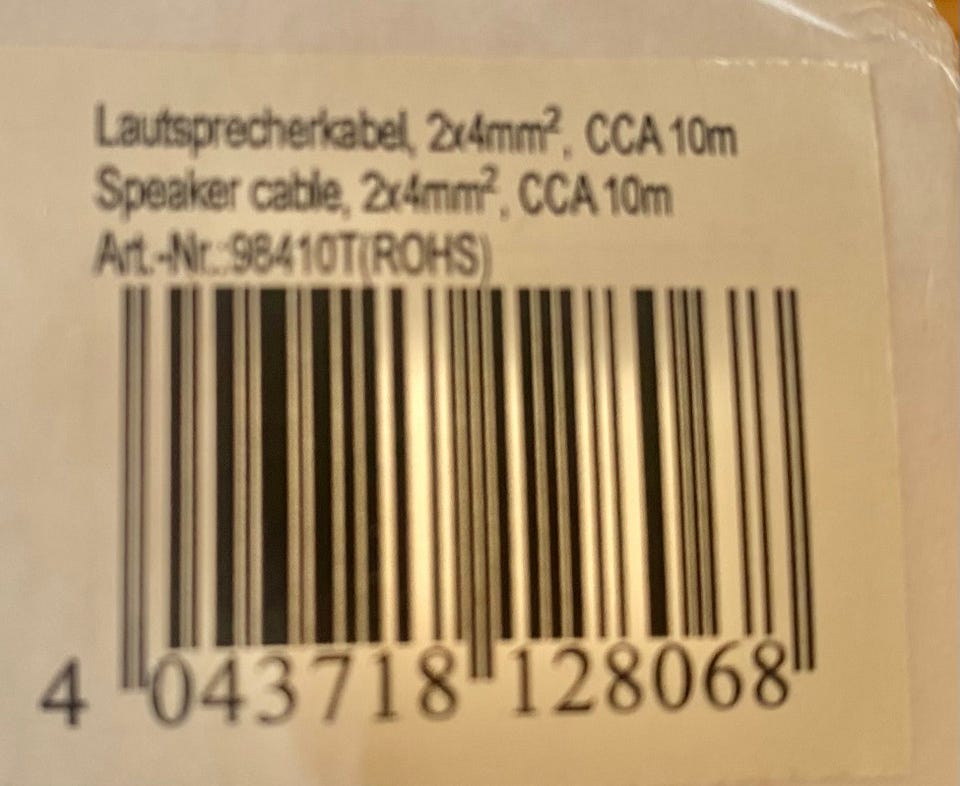 Lautsprecherkabel, 2x4mm², CCA 10m
Speaker cable, 2x4mm², CCA 10m
Art.-Nr.:98410T(ROHS)
4 043718 128068